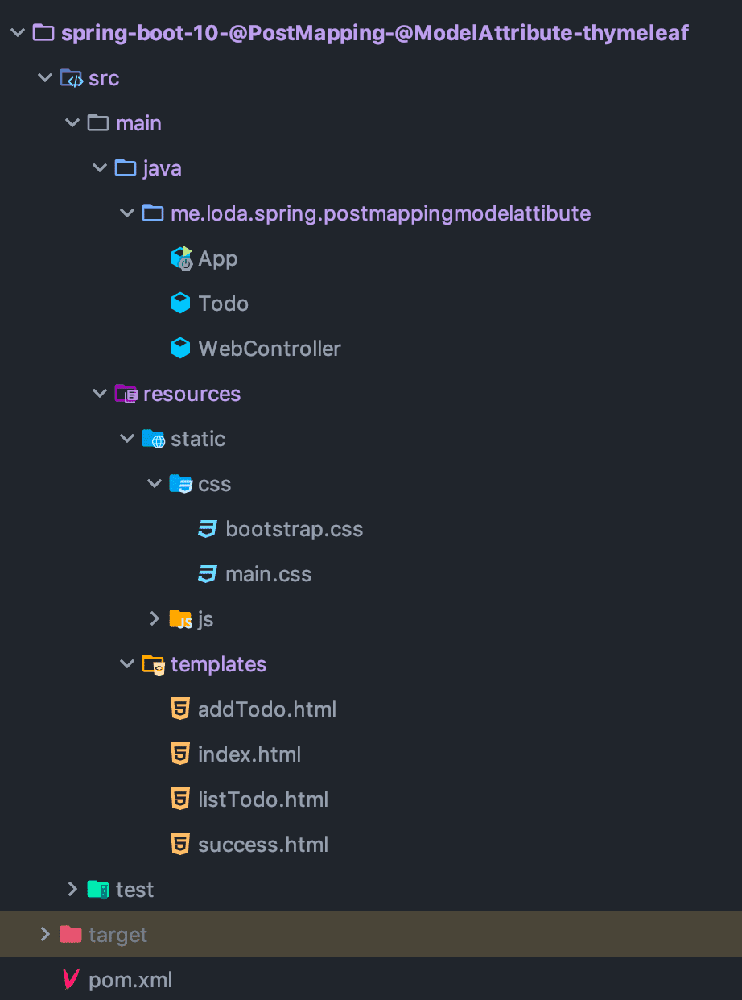 spring-boot-10-@PostMapping-@ModelAttribute-thymeleaf
src
main
java
me.loda.spring.postmappingmodelattibute
App
Todo
WebController
resources
static
css
bootstrap.css
main.css
js
templates
addTodo.html
index.html
listTodo.html
success.html
test
target
pom.xml